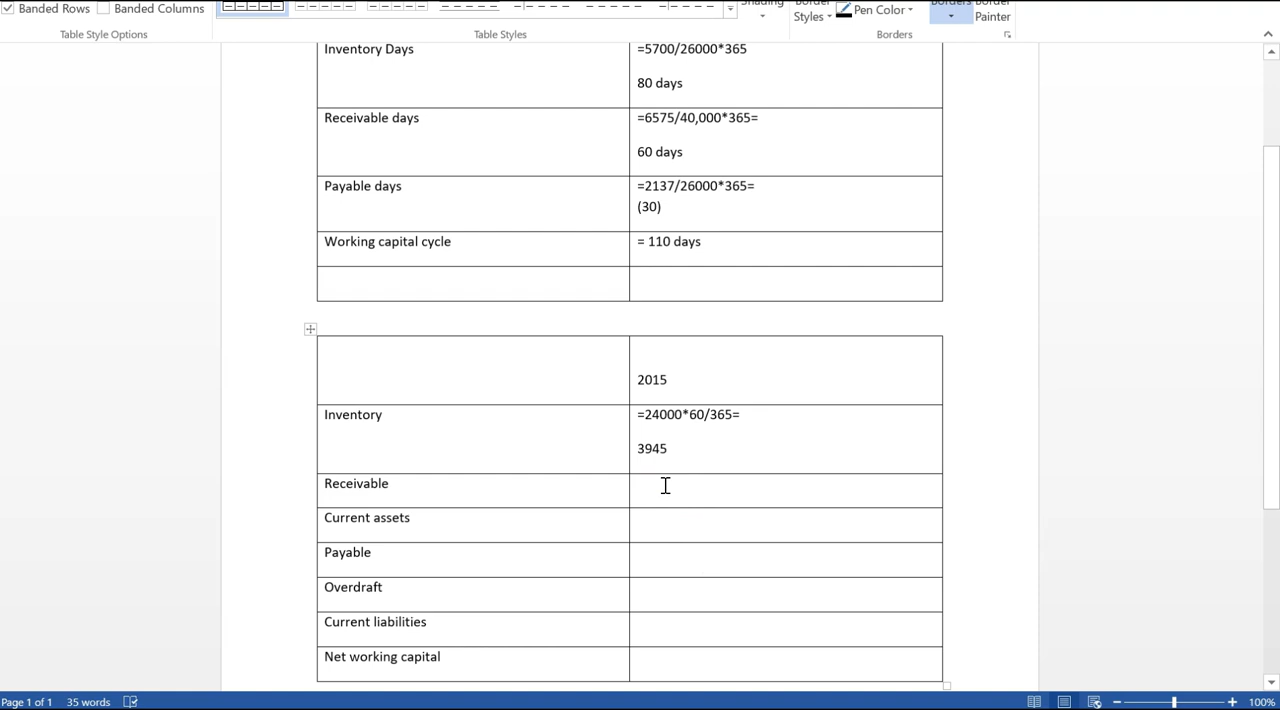 Banded Rows Banded Columns
Shading
Borders Border
Styles Pen Color Painter
Table Style Options Table Styles Borders
Inventory Days =5700/26000*365
80 days
Receivable days =6575/40,000*365=
60 days
Payable days =2137/26000*365=
(30)
Working capital cycle = 110 days
2015
Inventory =24000*60/365=
3945
Receivable
Current assets
Payable
Overdraft
Current liabilities
Net working capital
Page 1 of 1 35 words 100%